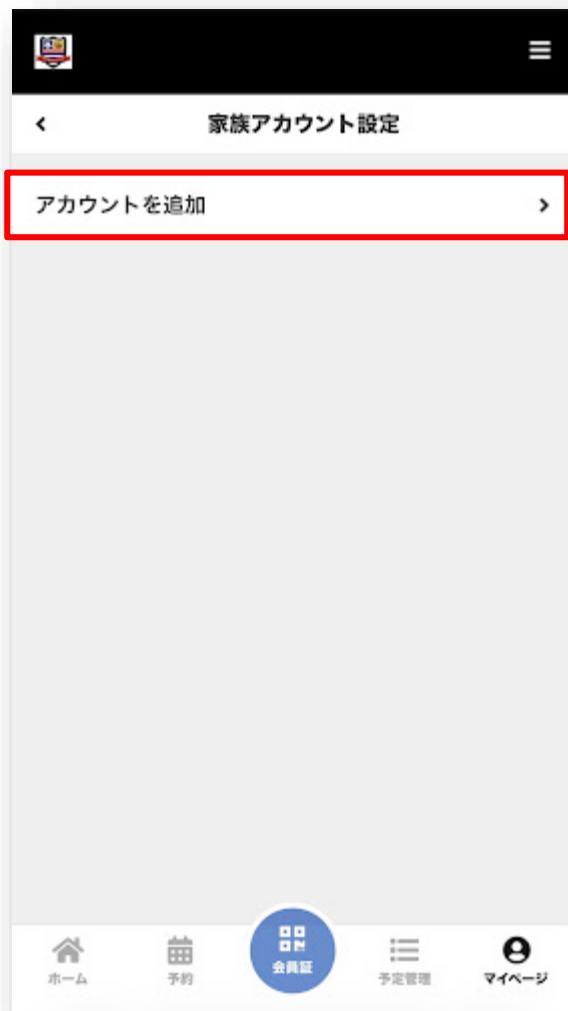 家族アカウント設定
アカウントを追加
ホーム
予約
会員証
予定管理
マイページ